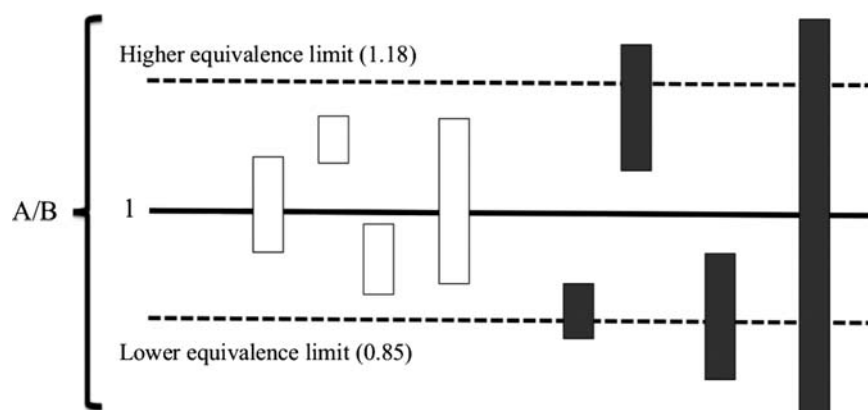 Higher equivalence limit (1.18)
A/B
1
Lower equivalence limit (0.85)